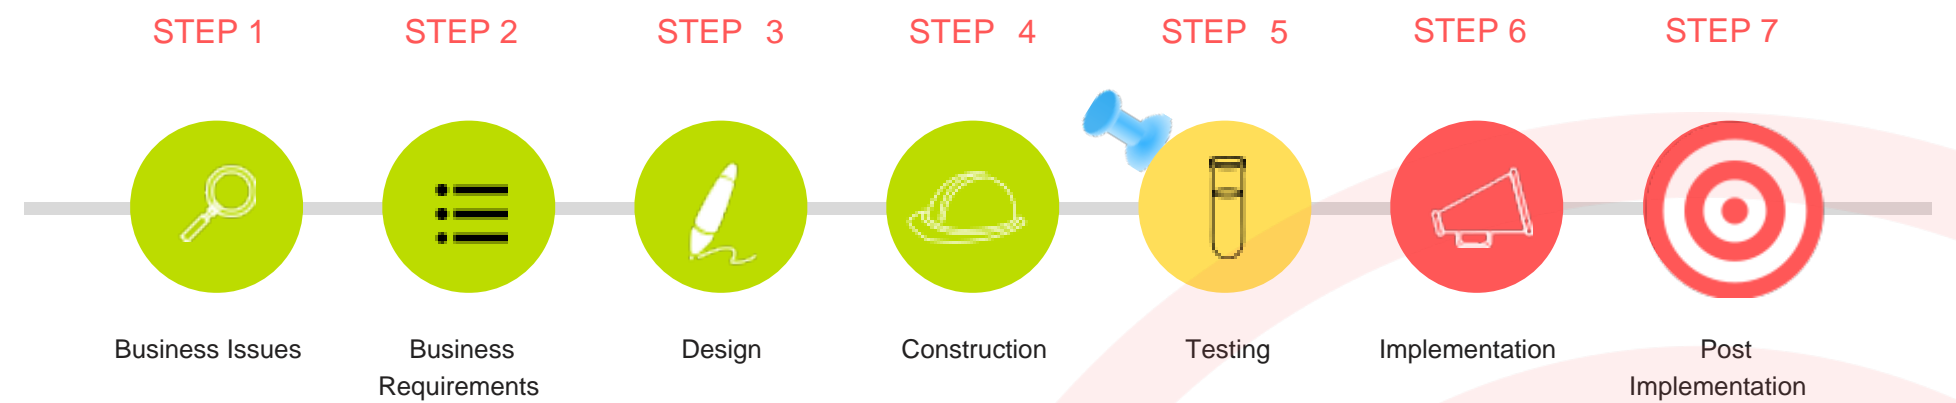 STEP 1
STEP 2
STEP 3
STEP 4
STEP 5
STEP 6
STEP 7
Business Issues
Business
Requirements
Design
Construction
Testing
Implementation
Post
Implementation